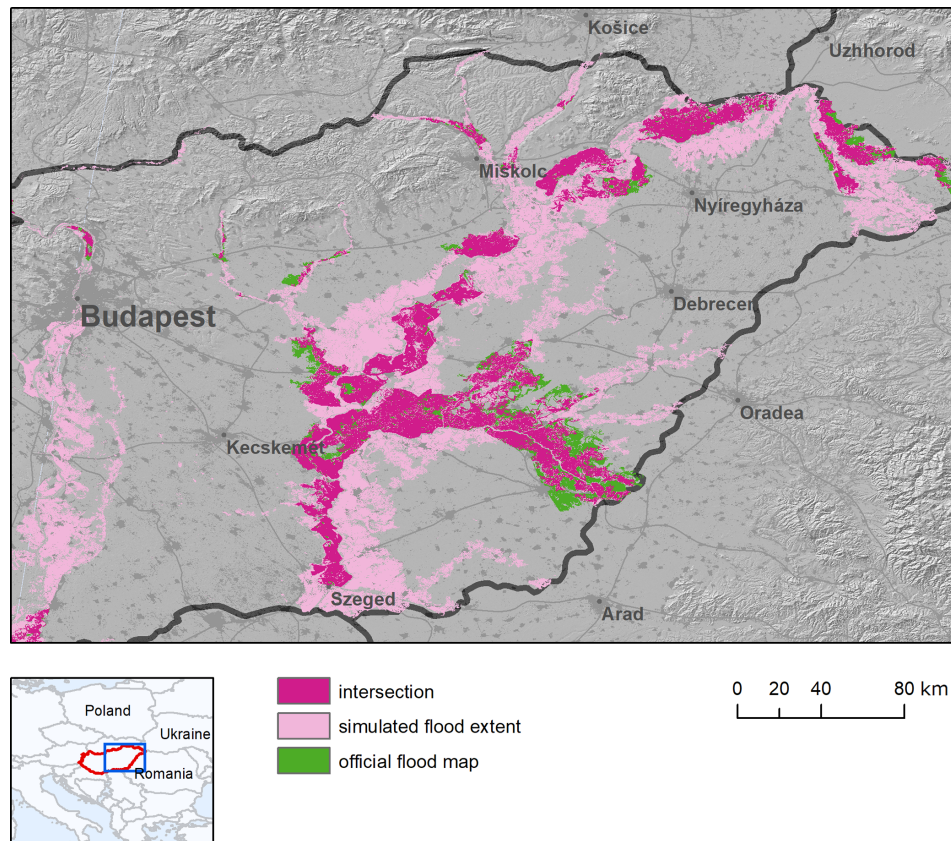 Košice
Uzhhorod
Miskolc
Nyíregyháza
Debrecen
Budapest
Oradea
Kecskemet
Szeged
Arad
Poland
Ukraine
Romania
intersection
simulated flood extent
official flood map
0 20 40 80 km